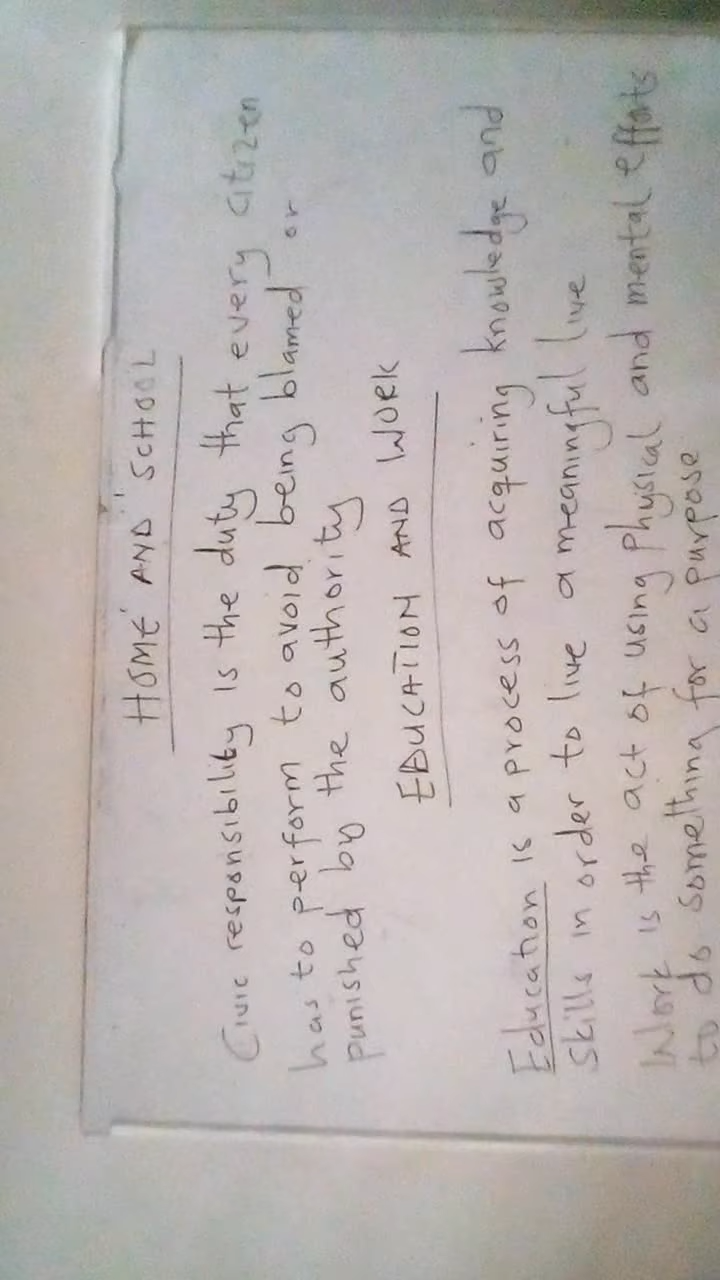 HOME AND SCHOOL
Civic responsibility is the duty that every citizen
has to perform to avoid being blamed or
punished by the authority
EDUCATION AND WORK
Education is a process of acquiring knowledge and
skills in order to live a meaningful live
Work is the act of using physical and mental efforts
to do something for a purpose